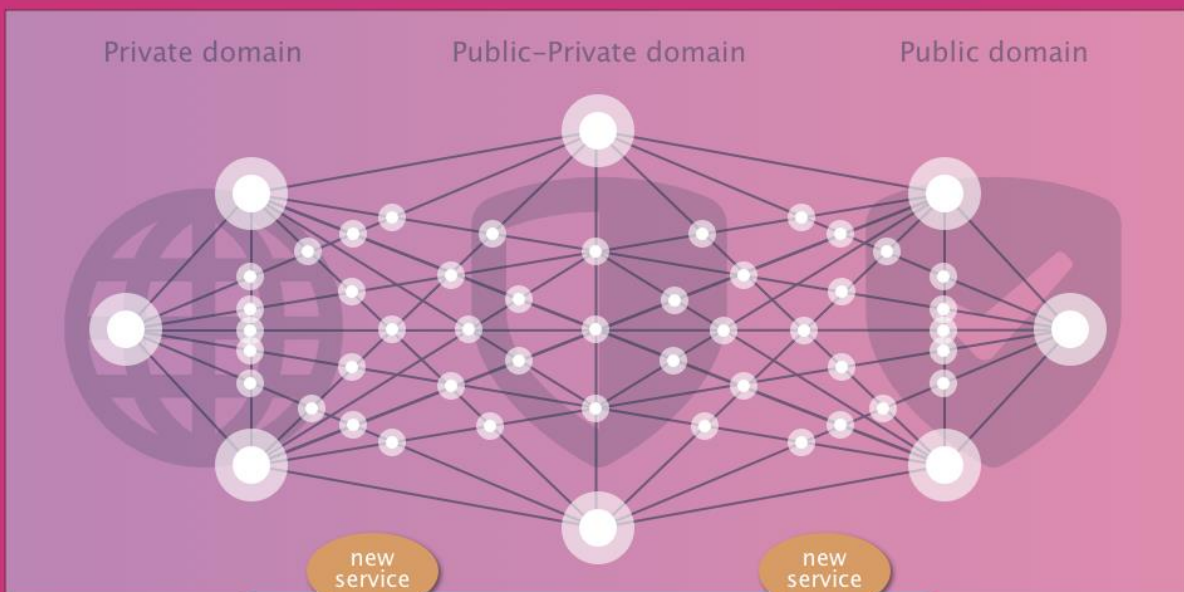 Private domain
Public-Private domain
Public domain
new
service
new
service